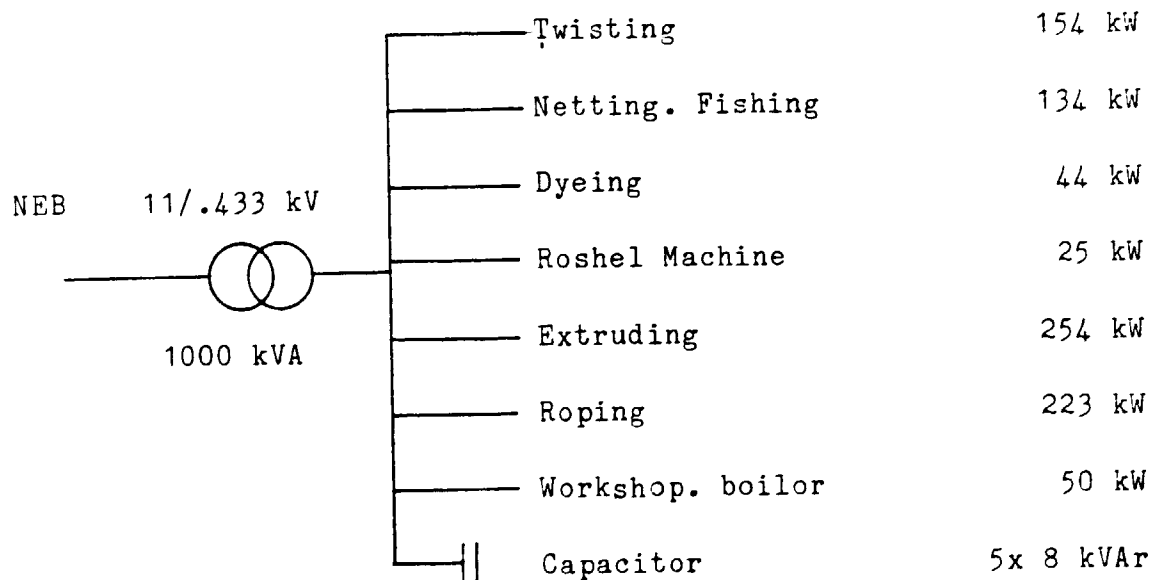 Twisting 154 kW
Netting. Fishing 134 kW
Dyeing 44 kW
NEB 11/.433 kV
Roshel Machine 25 kW
Extruding 254 kW
1000 kVA
Roping 223 kW
Workshop. boilor 50 kW
Capacitor 5x 8 kVAr